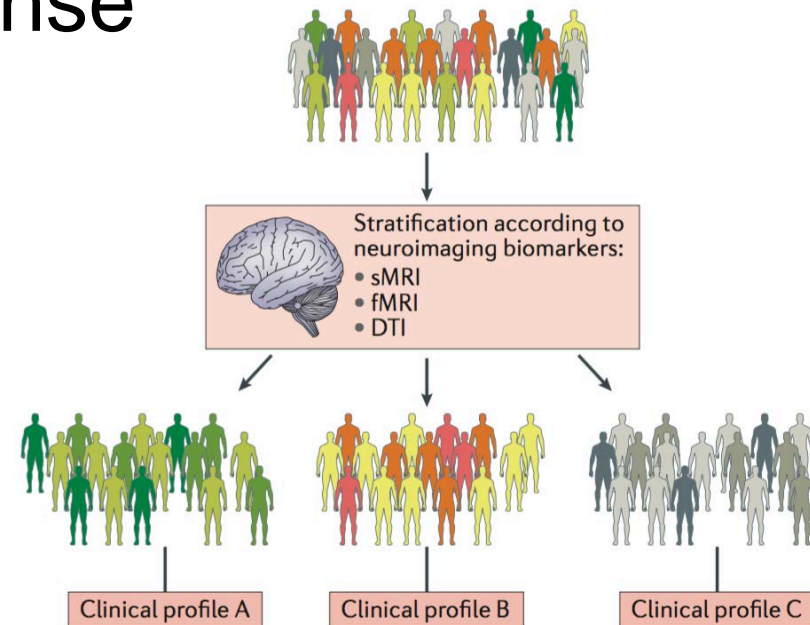 nse
Stratification according to
neuroimaging biomarkers:
• sMRI
• fMRI
• DTI
Clinical profile A
Clinical profile B
Clinical profile C